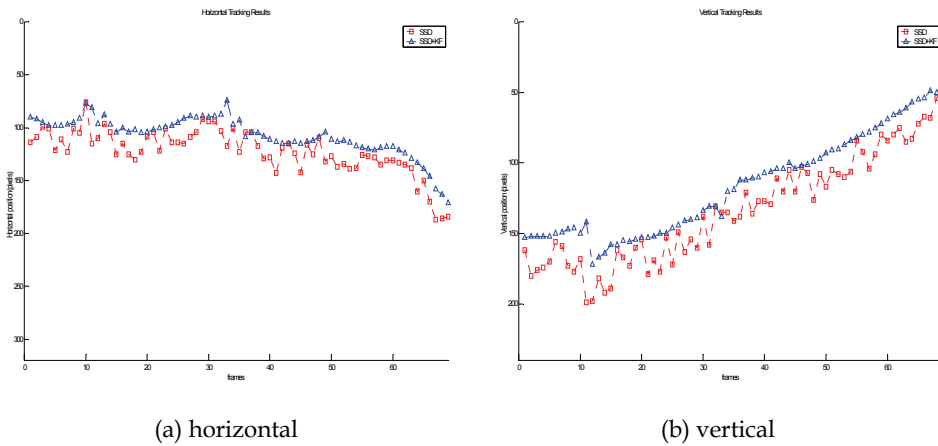 Horizontal Tracking Results
SSD
SSD+KF
Horizontal position(pixels)
0
50
100
150
200
250
300
0 10 20 30 40 50 60
frames
(a) horizontal
Vertical Tracking Results
SSD
SSD+KF
Vertical position(pixels)
0
50
100
150
200
0 10 20 30 40 50 60
frames
(b) vertical